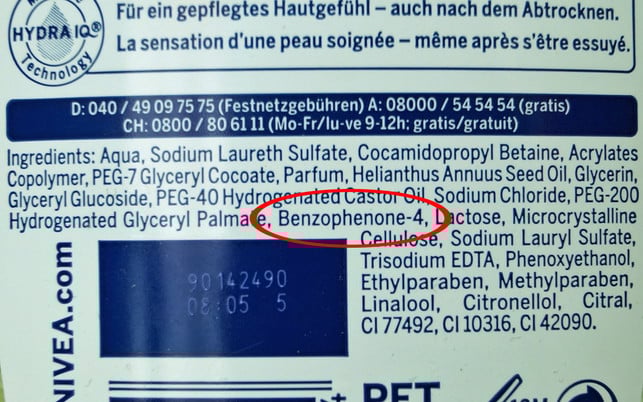 HYDRA IQ®
Technology
Für ein gepflegtes Hautgefühl – auch nach dem Abtrocknen.
La sensation d'une peau soignée – même après s'être essuyé.
D: 040 / 49 09 75 75 (Festnetzgebühren) A: 08000 / 54 54 54 (gratis)
CH: 0800 / 80 61 11 (Mo-Fr/lu-ve 9-12h: gratis/gratuit)
Ingredients: Aqua, Sodium Laureth Sulfate, Cocamidopropyl Betaine, Acrylates
Copolymer, PEG-7 Glyceryl Cocoate, Parfum, Helianthus Annuus Seed Oil, Glycerin,
Glyceryl Glucoside, PEG-40 Hydrogenated Castor Oil, Sodium Chloride, PEG-200
Hydrogenated Glyceryl Palmate, Benzophenone-4, Lactose, Microcrystalline
Cellulose, Sodium Lauryl Sulfate,
Trisodium EDTA, Phenoxyethanol,
Ethylparaben, Methylparaben,
Linalool, Citronellol, Citral,
CI 77492, CI 10316, CI 42090.
90142490
08:05 5
NIVEA.com
PET